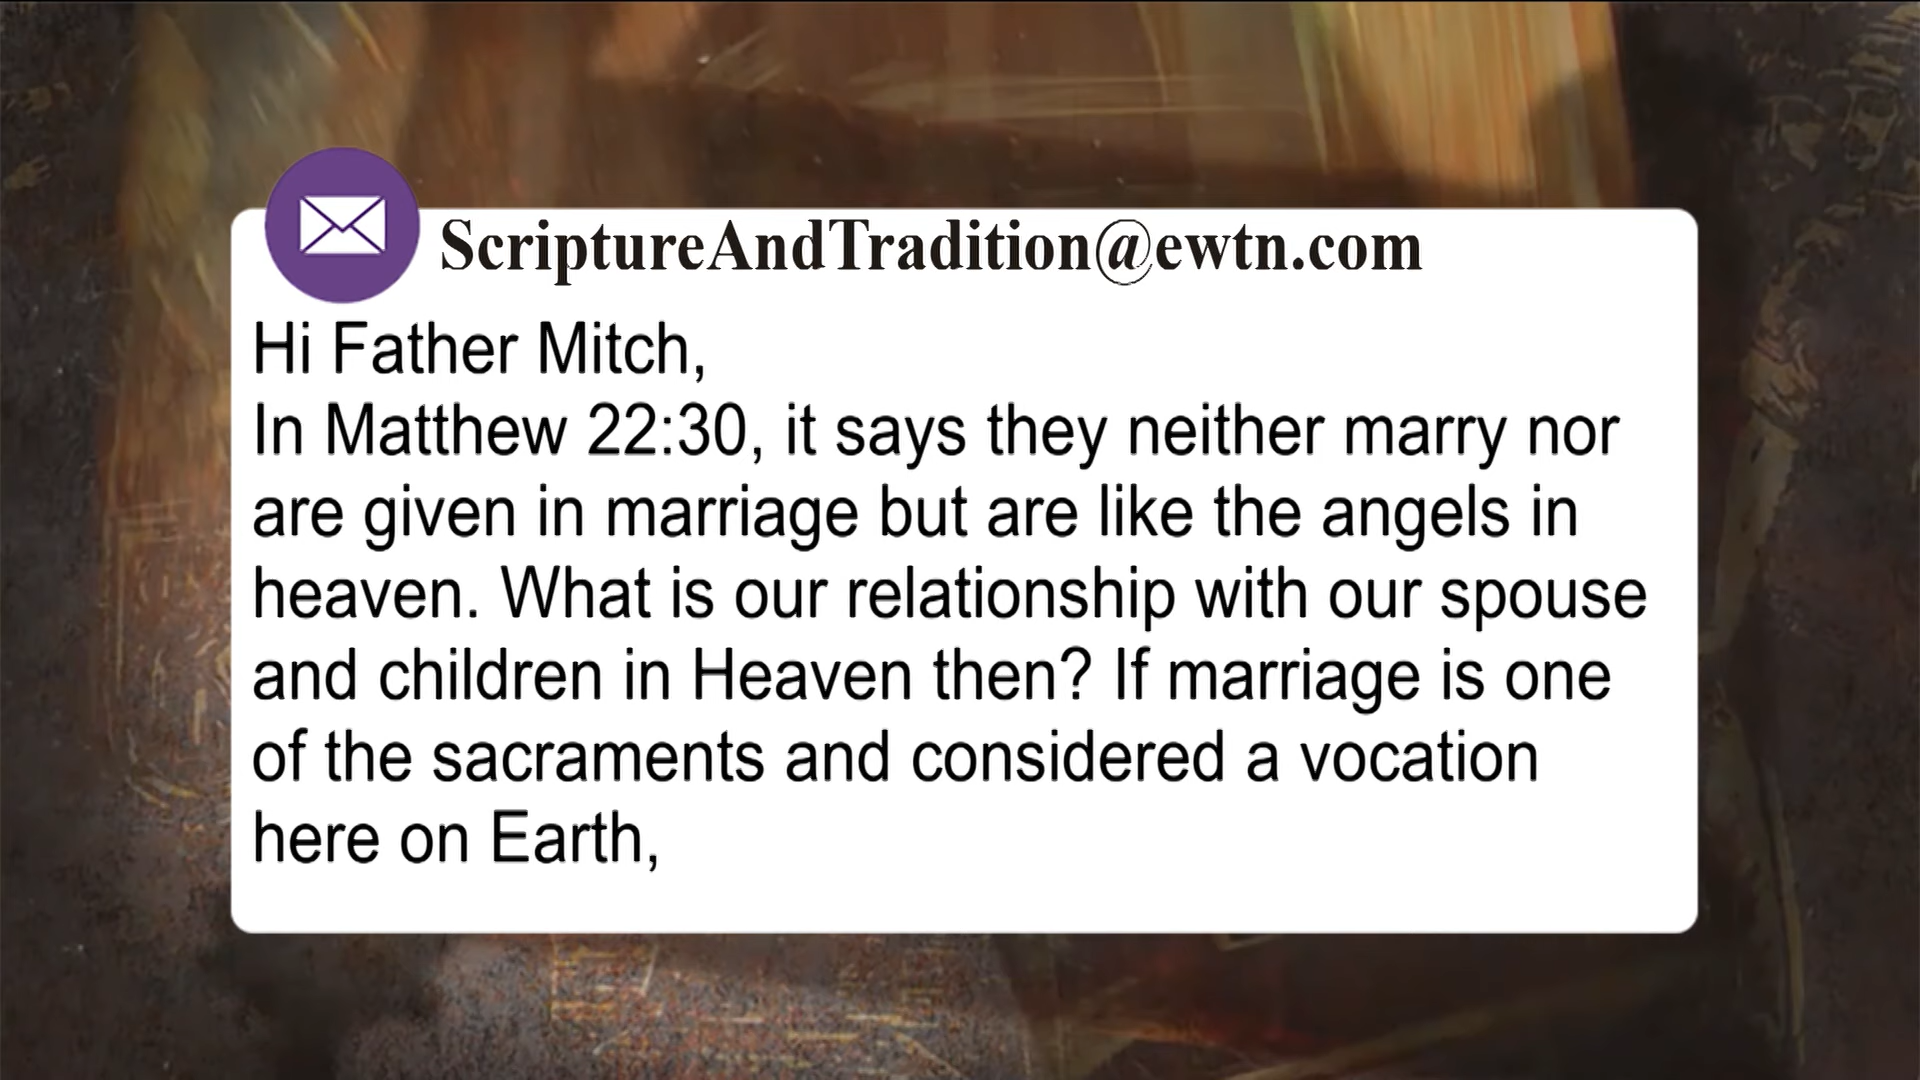 ScriptureAndTradition@ewtn.com
Hi Father Mitch,
In Matthew 22:30, it says they neither marry nor
are given in marriage but are like the angels in
heaven. What is our relationship with our spouse
and children in Heaven then? If marriage is one
of the sacraments and considered a vocation
here on Earth,